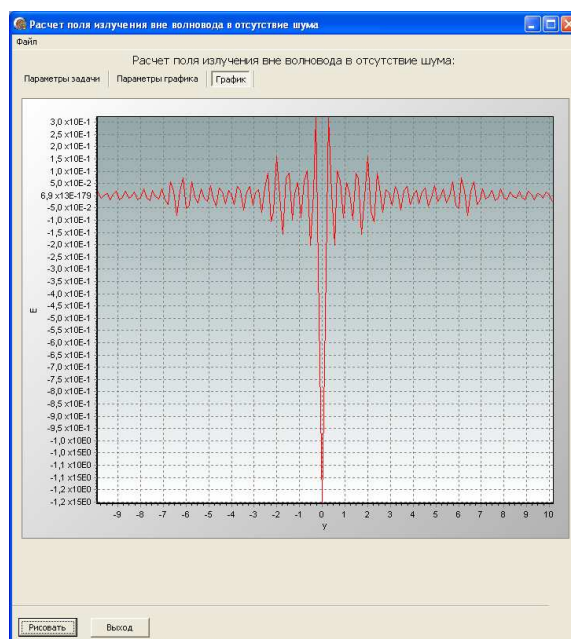 Расчет поля излучения вне волновода в отсутствие шума
Файл
Расчет поля излучения вне волновода в отсутствие шума:
Параметры задачи Параметры графика График
3,0 x10E-1
2,5 x10E-1
2,0 x10E-1
1,5 x10E-1
1,0 x10E-1
5,0 x10E-2
6,9 x13E-179
-5,0 x10E-2
-1,0 x10E-1
-1,5 x10E-1
-2,0 x10E-1
-2,5 x10E-1
-3,0 x10E-1
-3,5 x10E-1
-4,0 x10E-1
-4,5 x10E-1
-5,0 x10E-1
-5,5 x10E-1
-6,0 x10E-1
-6,5 x10E-1
-7,0 x10E-1
-7,5 x10E-1
-8,0 x10E-1
-8,5 x10E-1
-9,0 x10E-1
-9,5 x10E-1
-1,0 x10E0
-1,0 x15E0
-1,1 x10E0
-1,1 x15E0
-1,2 x10E0
-1,2 x15E0
E
-9 -8 -7 -6 -5 -4 -3 -2 -1 0 1 2 3 4 5 6 7 8 9 10
y
Рисовать Выход